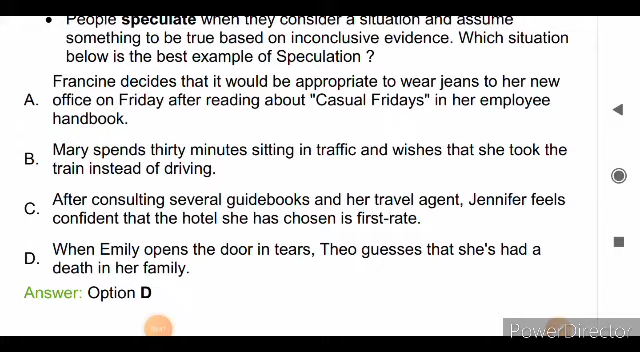 • People speculate when they consider a situation and assume
something to be true based on inconclusive evidence. Which situation
below is the best example of Speculation ?
Francine decides that it would be appropriate to wear jeans to her new
A. office on Friday after reading about "Casual Fridays" in her employee
handbook.
Mary spends thirty minutes sitting in traffic and wishes that she took the
B. train instead of driving.
After consulting several guidebooks and her travel agent, Jennifer feels
C. confident that the hotel she has chosen is first-rate.
When Emily opens the door in tears, Theo guesses that she's had a
D. death in her family.
Answer: Option D
PowerDirector